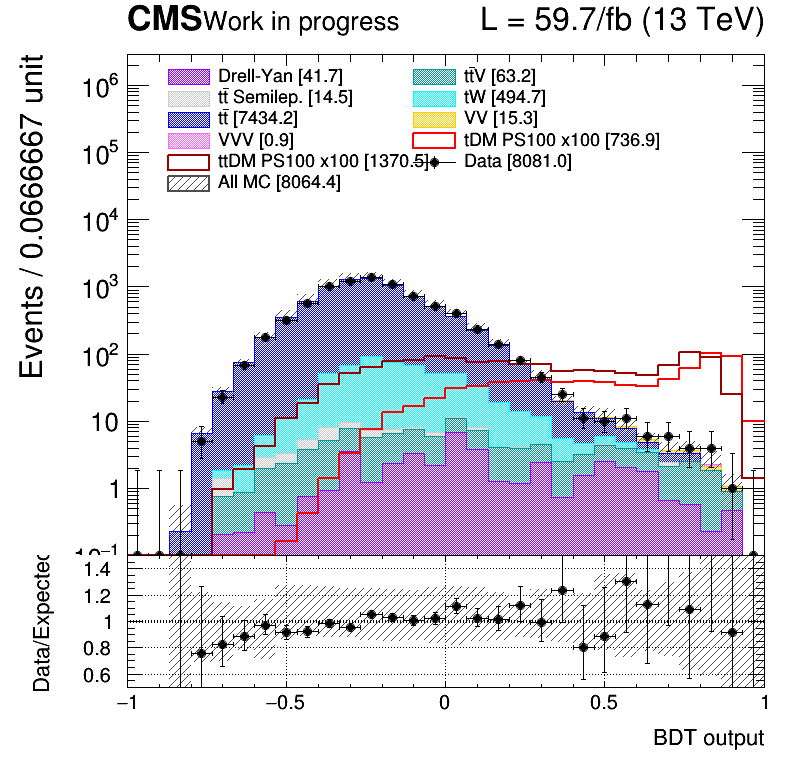 CMS Work in progress L = 59.7/fb (13 TeV)
Events / 0.0666667 unit
Drell-Yan [41.7] tt̄V [63.2]
tt̄ Semilep. [14.5] tW [494.7]
tt̄ [7434.2] VV [15.3]
VVV [0.9] tDM PS100 x100 [736.9]
ttDM PS100 x100 [1370.5] Data [8081.0]
All MC [8064.4]
10⁶
10⁵
10⁴
10³
10²
10
1
10⁻¹
Data/Expected
1.4
1.2
1
0.8
0.6
−1 −0.5 0 0.5 1
BDT output